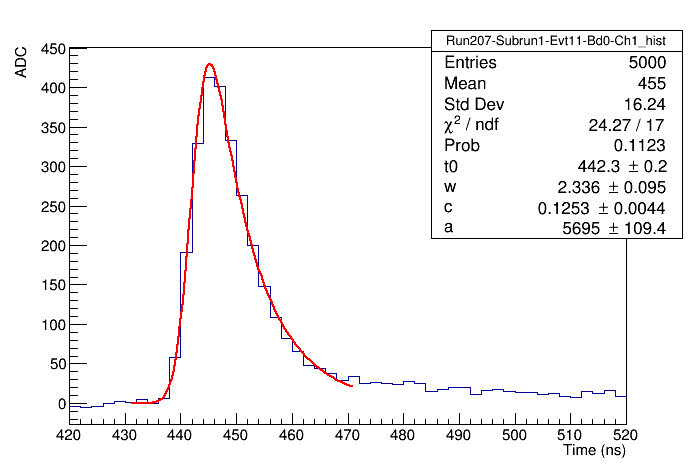 Run207-Subrun1-Evt11-Bd0-Ch1_hist
Entries 5000
Mean 455
Std Dev 16.24
χ² / ndf 24.27 / 17
Prob 0.1123
t0 442.3 ± 0.2
w 2.336 ± 0.095
c 0.1253 ± 0.0044
a 5695 ± 109.4
ADC
450
400
350
300
250
200
150
100
50
0
420 430 440 450 460 470 480 490 500 510 520
Time (ns)